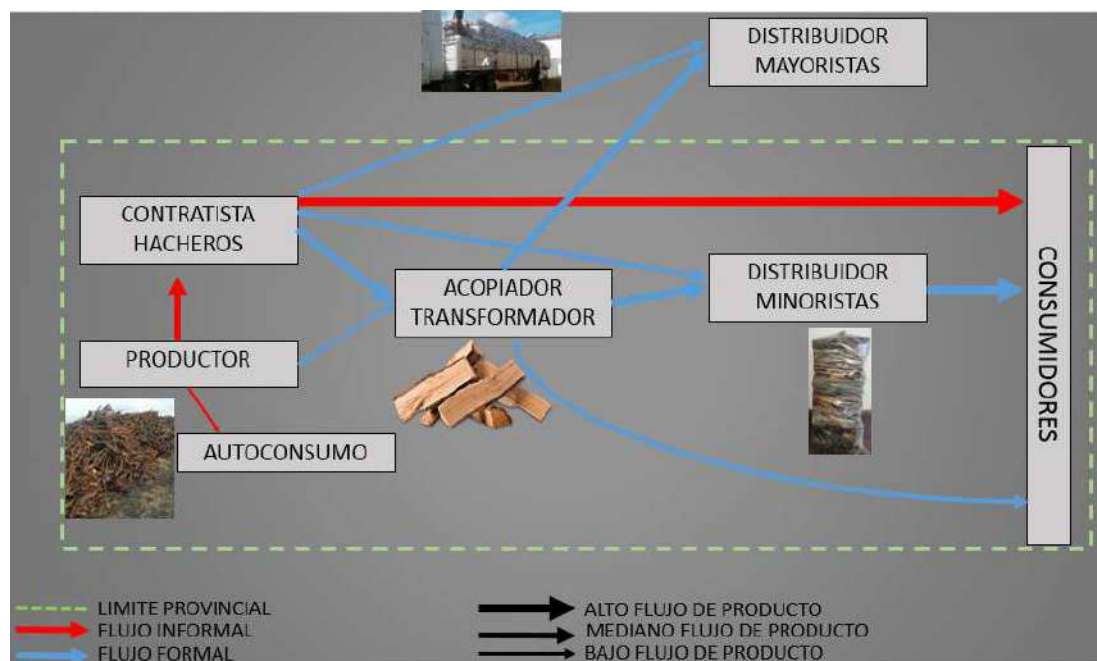 DISTRIBUIDOR
MAYORISTAS
CONTRATISTA
HACHEROS
ACOPIADOR
TRANSFORMADOR
DISTRIBUIDOR
MINORISTAS
PRODUCTOR
AUTOCONSUMO
CONSUMIDORES
LIMITE PROVINCIAL
FLUJO INFORMAL
FLUJO FORMAL
ALTO FLUJO DE PRODUCTO
MEDIANO FLUJO DE PRODUCTO
BAJO FLUJO DE PRODUCTO